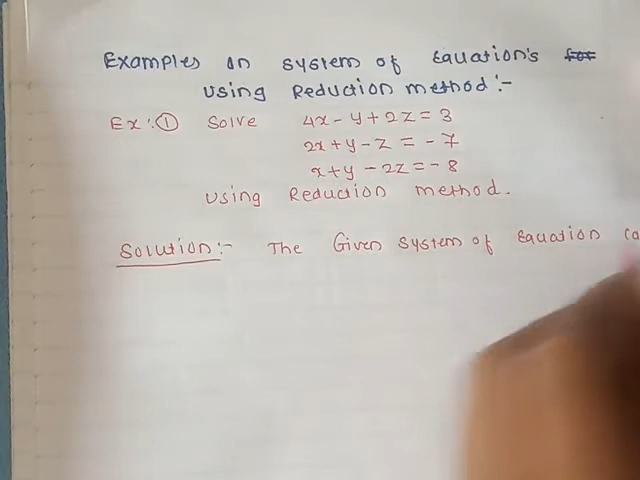 Examples on system of Equation's
using Reduction method:-
Ex:① Solve 4x - y + 2z = 3
2x + y - z = - 7
x + y - 2z = - 8
using Reduction method.
Solution:- The Given system of Equation